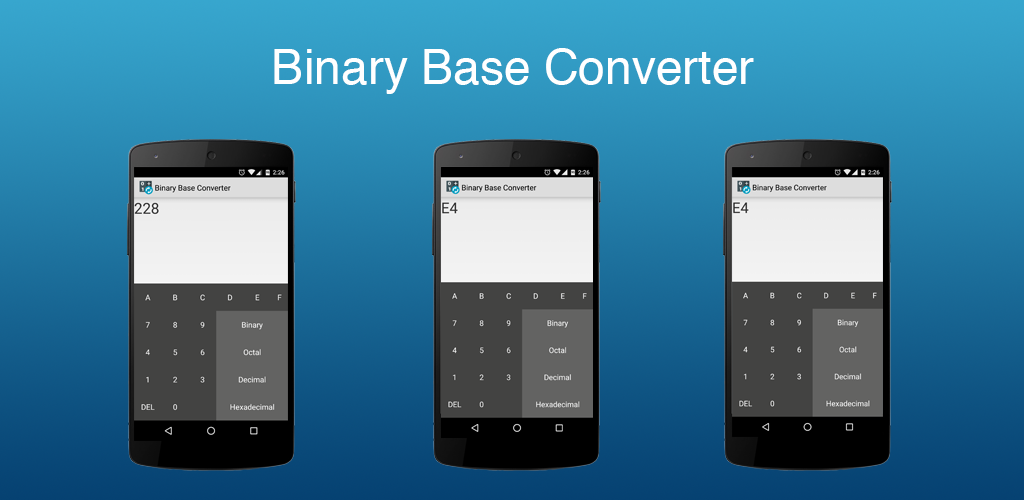 Binary Base Converter
2:26
Binary Base Converter
228
A B C D E F
7 8 9 Binary
4 5 6 Octal
1 2 3 Decimal
DEL 0 Hexadecimal
2:26
Binary Base Converter
E4
A B C D E F
7 8 9 Binary
4 5 6 Octal
1 2 3 Decimal
DEL 0 Hexadecimal
2:26
Binary Base Converter
E4
A B C D E F
7 8 9 Binary
4 5 6 Octal
1 2 3 Decimal
DEL 0 Hexadecimal